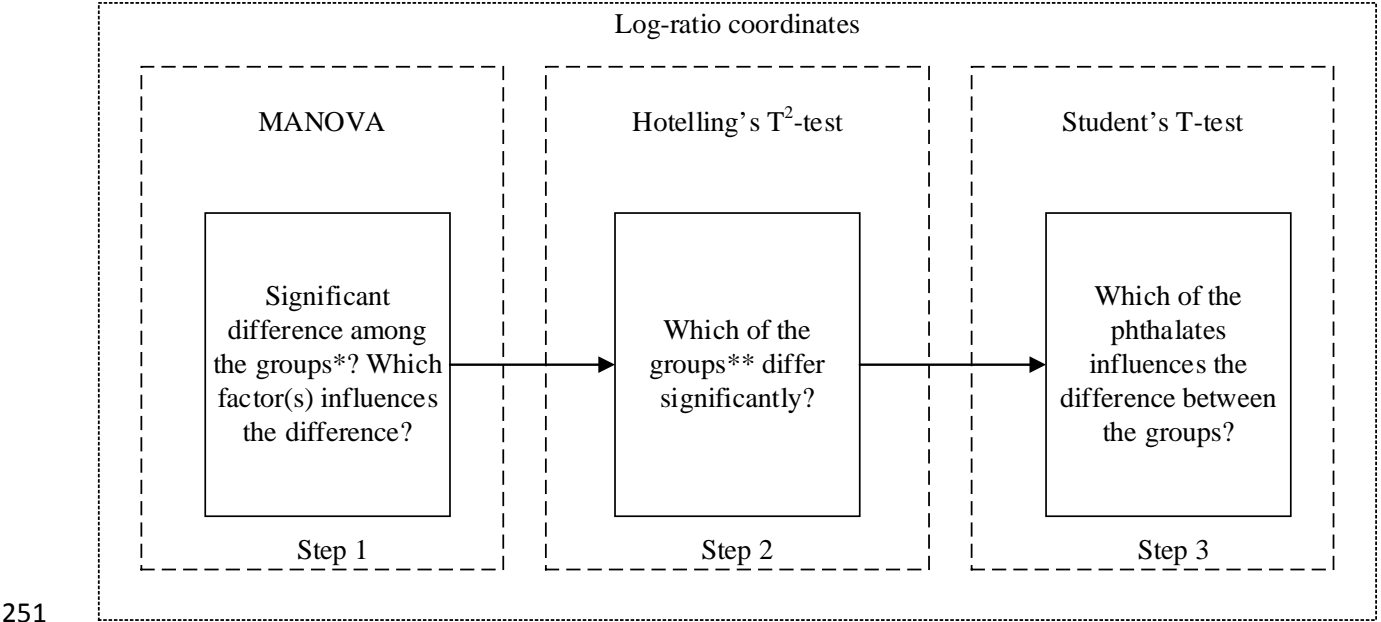 Log-ratio coordinates
MANOVA
Significant
difference among
the groups*? Which
factor(s) influences
the difference?
Step 1
Hotelling’s T²-test
Which of the
groups** differ
significantly?
Step 2
Student’s T-test
Which of the
phthalates
influences the
difference between
the groups?
Step 3
251